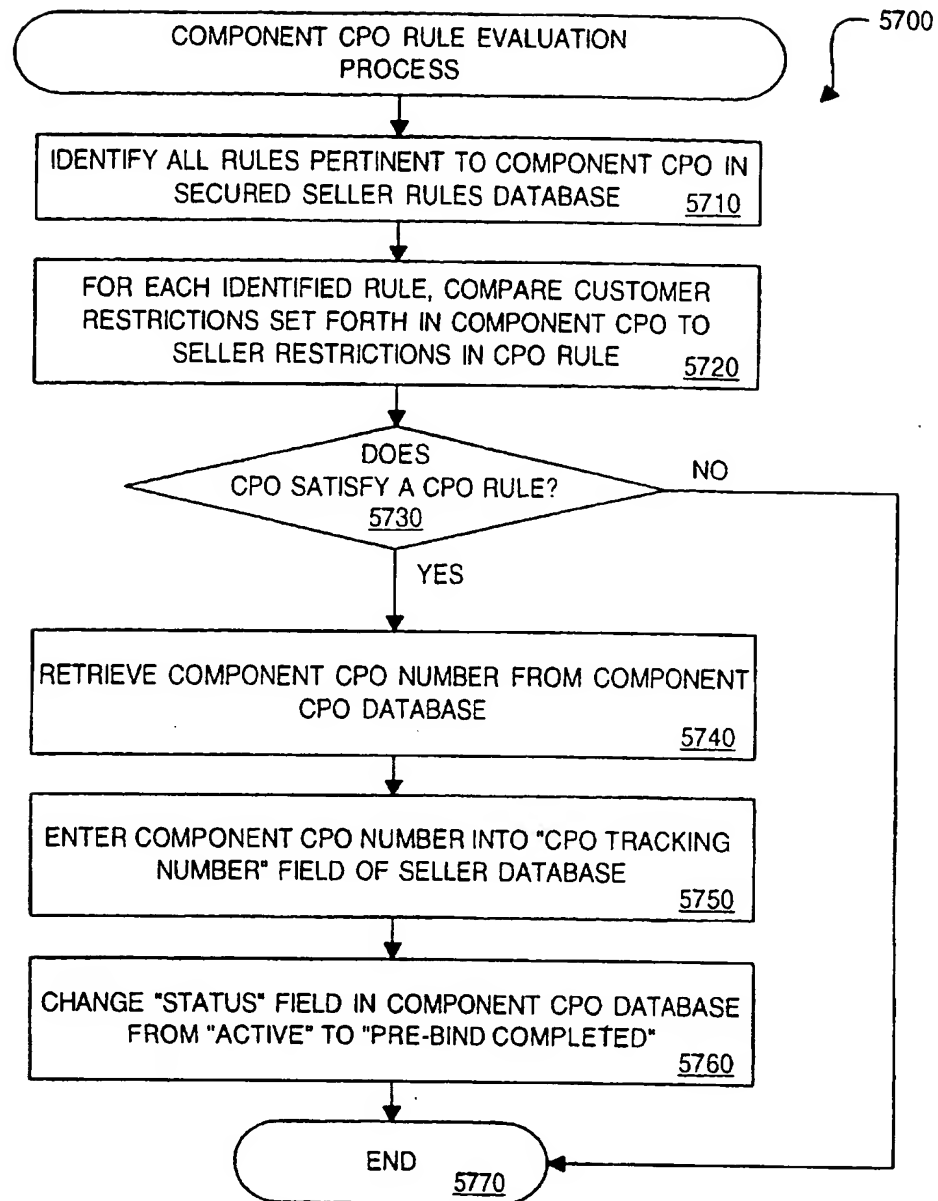 COMPONENT CPO RULE EVALUATION
PROCESS
5700
IDENTIFY ALL RULES PERTINENT TO COMPONENT CPO IN
SECURED SELLER RULES DATABASE 5710
FOR EACH IDENTIFIED RULE, COMPARE CUSTOMER
RESTRICTIONS SET FORTH IN COMPONENT CPO TO
SELLER RESTRICTIONS IN CPO RULE 5720
DOES
CPO SATISFY A CPO RULE?
5730
NO
YES
RETRIEVE COMPONENT CPO NUMBER FROM COMPONENT
CPO DATABASE
5740
ENTER COMPONENT CPO NUMBER INTO "CPO TRACKING
NUMBER" FIELD OF SELLER DATABASE
5750
CHANGE "STATUS" FIELD IN COMPONENT CPO DATABASE
FROM "ACTIVE" TO "PRE-BIND COMPLETED"
5760
END
5770